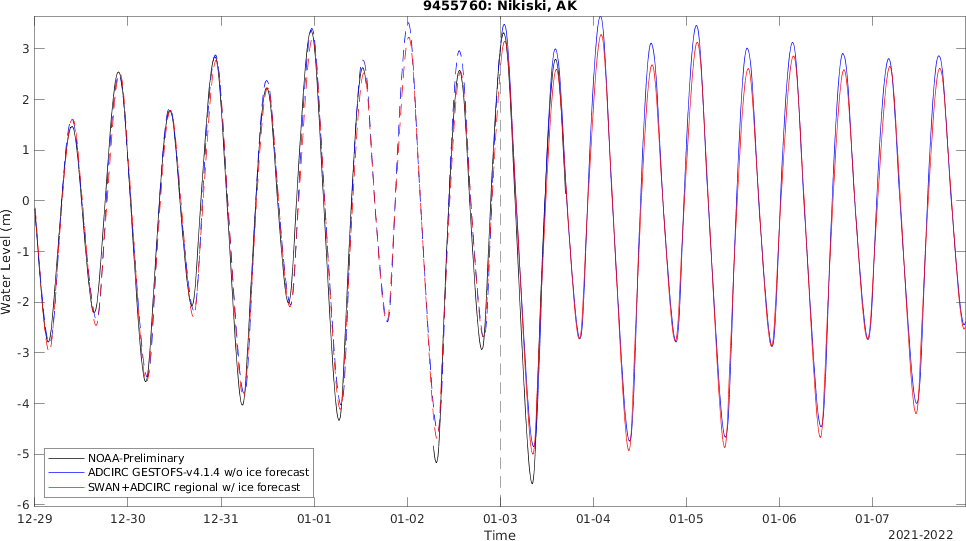 9455760: Nikiski, AK
Water Level (m)
3
2
1
0
-1
-2
-3
-4
-5
-6
NOAA-Preliminary
ADCIRC GESTOFS-v4.1.4 w/o ice forecast
SWAN+ADCIRC regional w/ ice forecast
12-29 12-30 12-31 01-01 01-02 01-03 01-04 01-05 01-06 01-07
Time
2021-2022